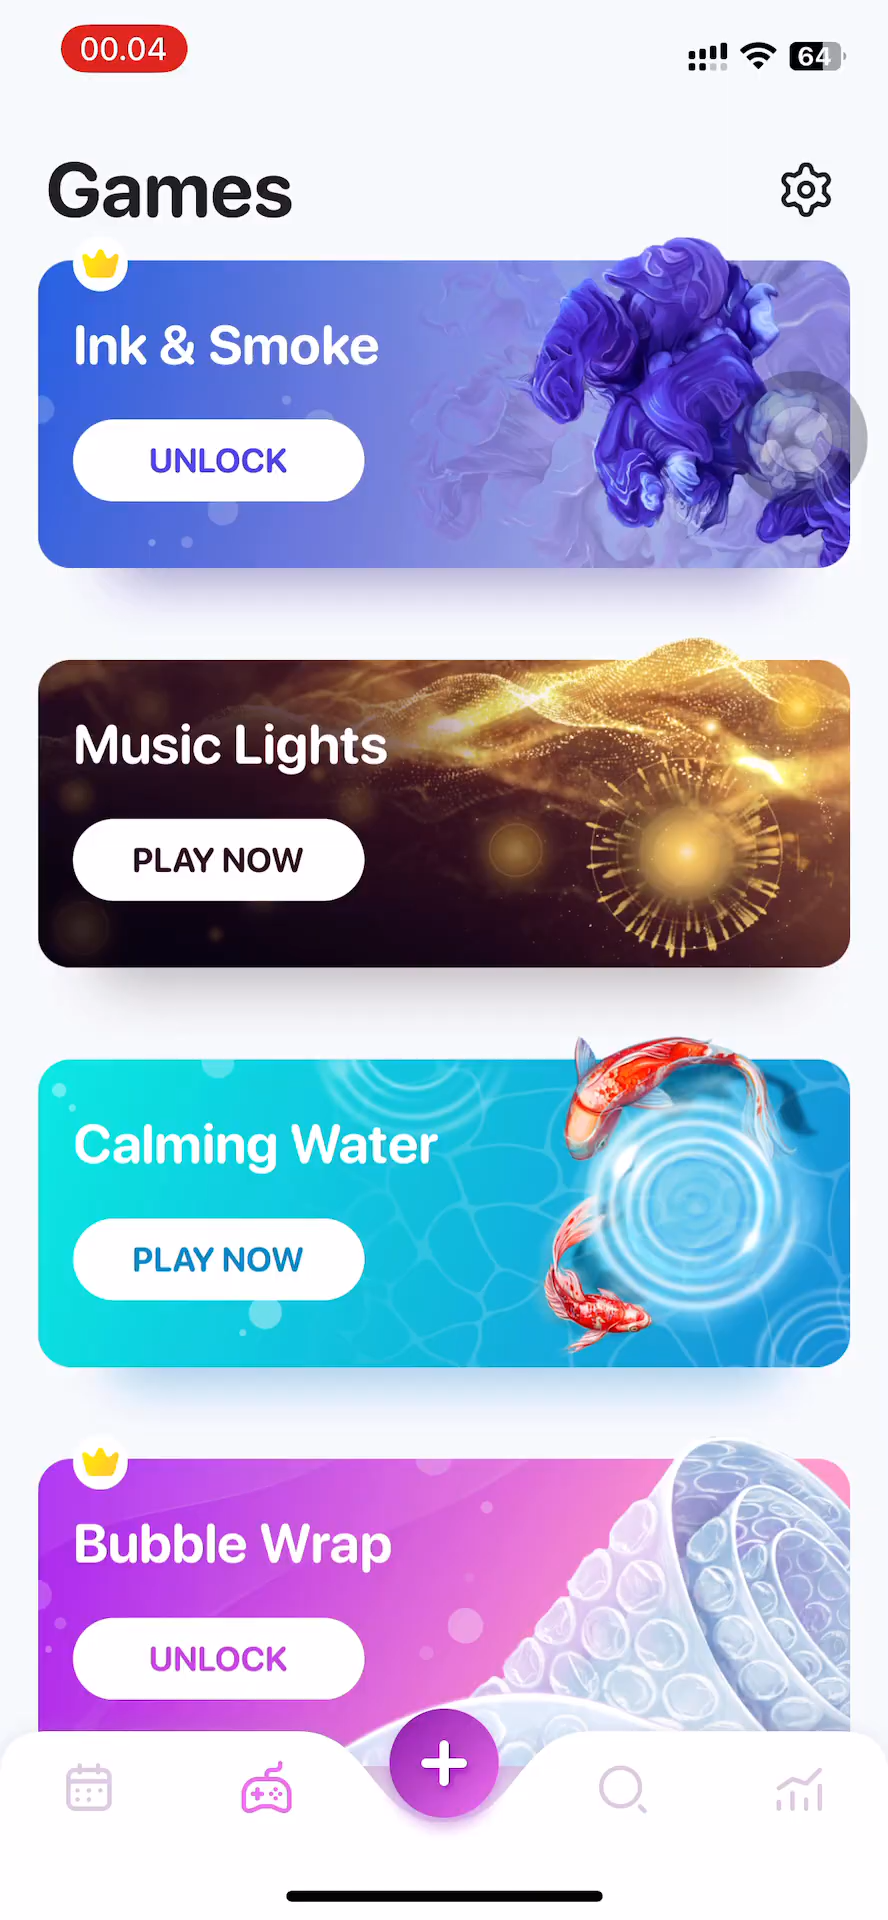 00.04
64
Games
Ink & Smoke
UNLOCK
Music Lights
PLAY NOW
Calming Water
PLAY NOW
Bubble Wrap
UNLOCK